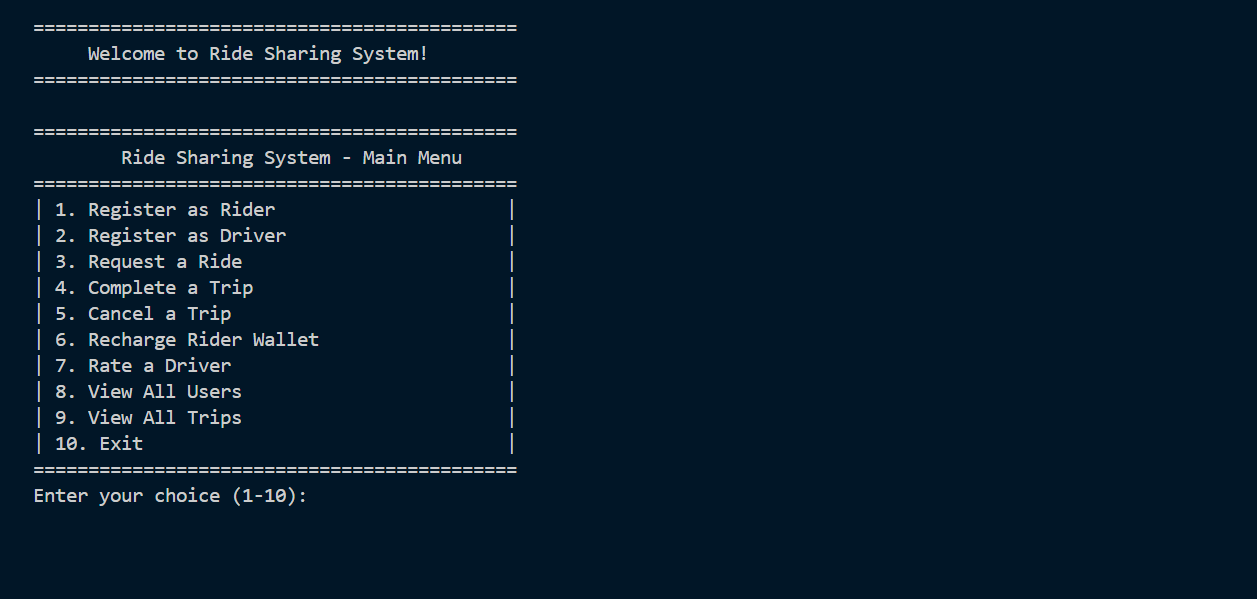 ============================================
     Welcome to Ride Sharing System!
============================================

============================================
        Ride Sharing System - Main Menu
============================================
| 1. Register as Rider                     |
| 2. Register as Driver                    |
| 3. Request a Ride                        |
| 4. Complete a Trip                       |
| 5. Cancel a Trip                         |
| 6. Recharge Rider Wallet                 |
| 7. Rate a Driver                         |
| 8. View All Users                        |
| 9. View All Trips                        |
| 10. Exit                                 |
============================================
Enter your choice (1-10):